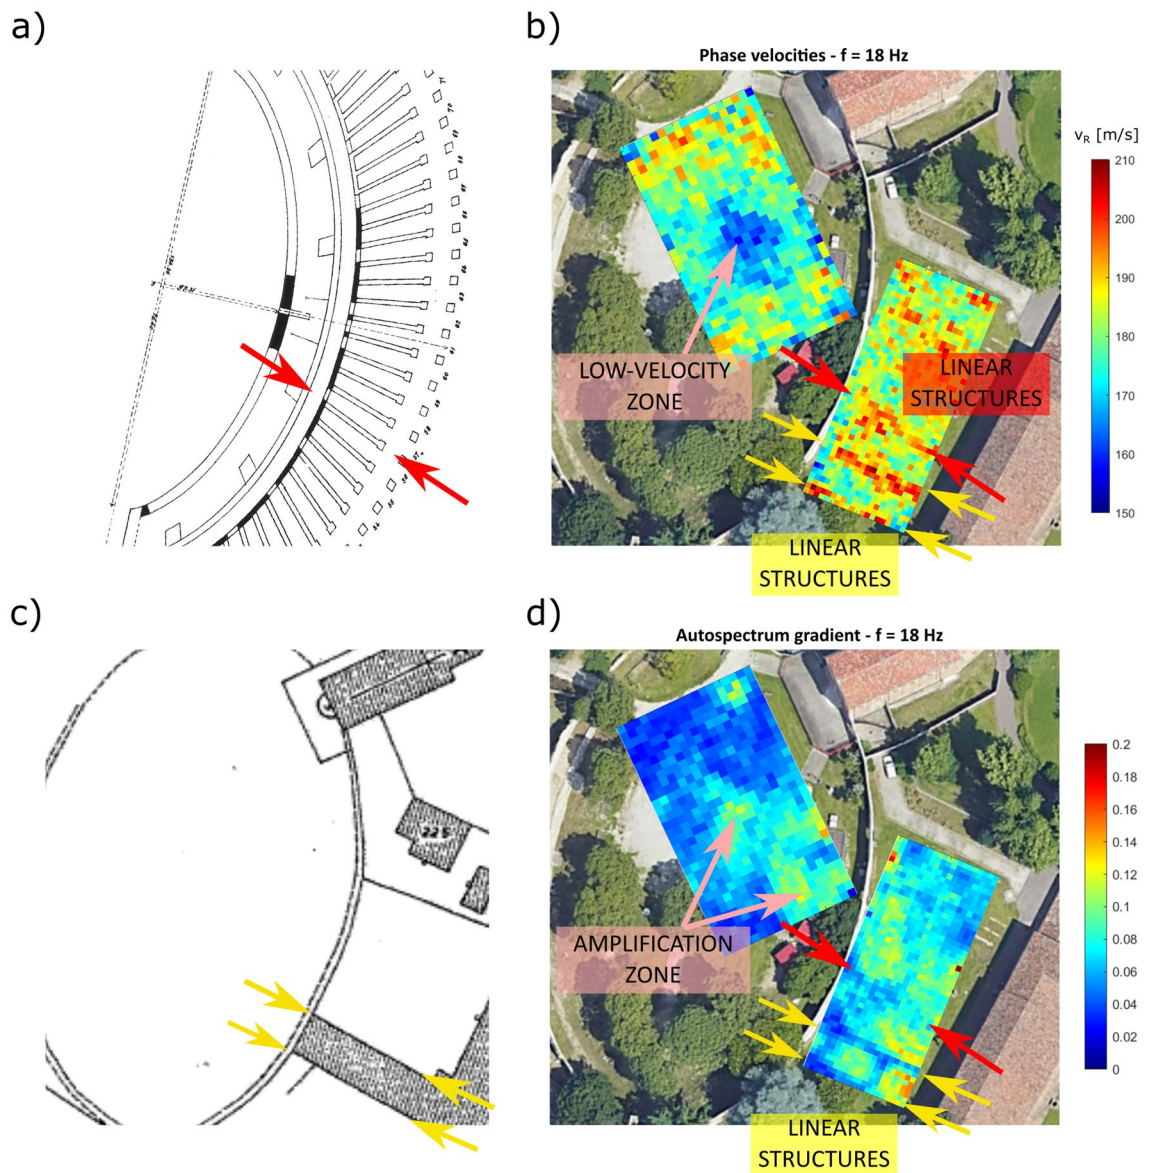 a)
b)
Phase velocities - f = 18 Hz
v_R [m/s]
210
200
190
180
170
160
150
LOW-VELOCITY
ZONE
LINEAR
STRUCTURES
LINEAR
STRUCTURES
c)
d)
225
Autospectrum gradient - f = 18 Hz
0.2
0.18
0.16
0.14
0.12
0.1
0.08
0.06
0.04
0.02
0
AMPLIFICATION
ZONE
LINEAR
STRUCTURES